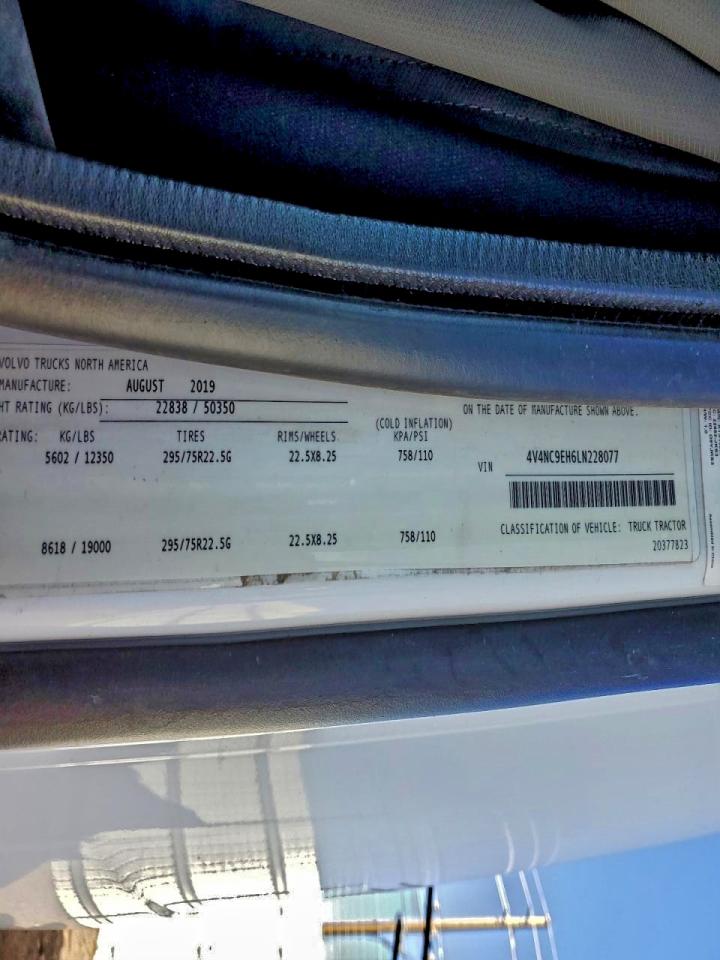 VOLVO TRUCKS NORTH AMERICA
MANUFACTURE: AUGUST 2019
HT RATING (KG/LBS): 22838 / 50350
ON THE DATE OF MANUFACTURE SHOWN ABOVE.
(COLD INFLATION)
RATING: KG/LBS TIRES RIMS/WHEELS KPA/PSI
5602 / 12350 295/75R22.5G 22.5X8.25 758/110
VIN 4V4NC9EH6LN228077
8618 / 19000 295/75R22.5G 22.5X8.25 758/110
CLASSIFICATION OF VEHICLE: TRUCK TRACTOR
20377823